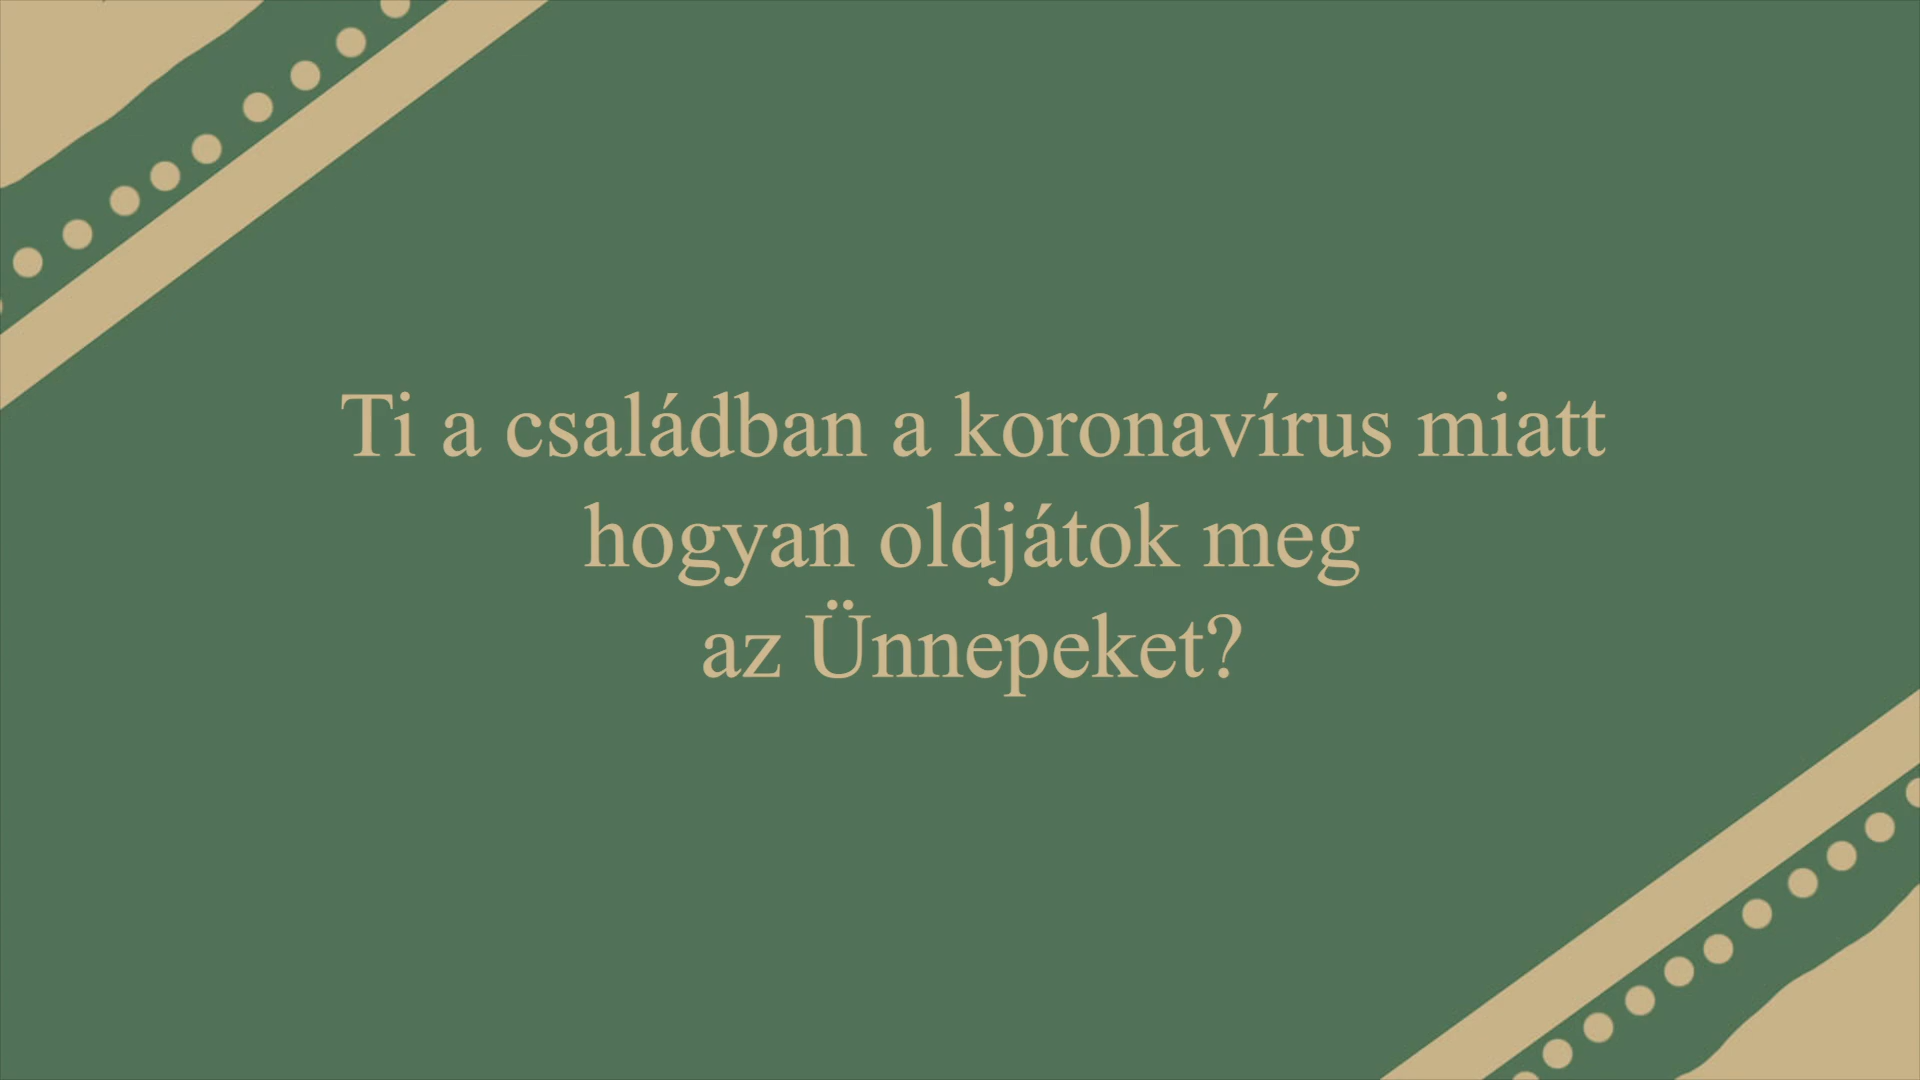 Ti a családban a koronavírus miatt
hogyan oldjátok meg
az Ünnepeket?